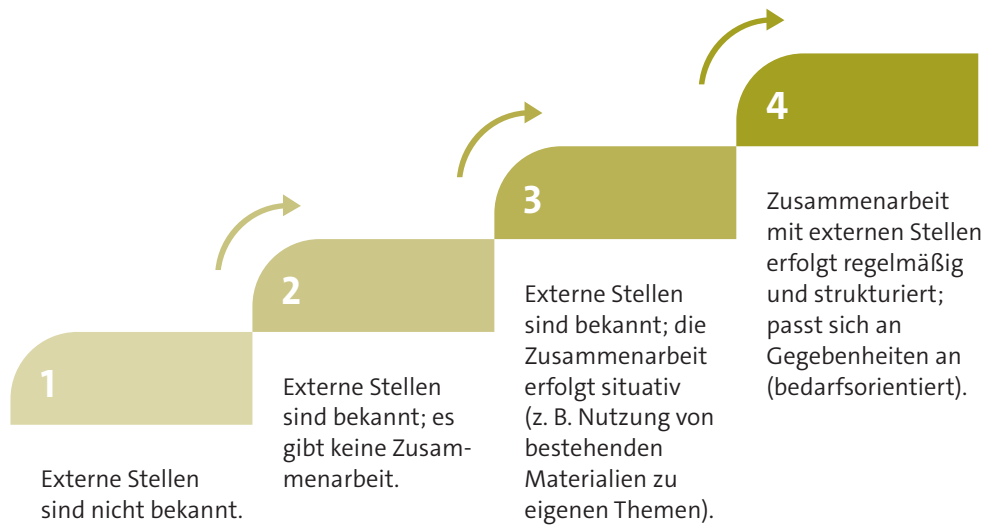 1
Externe Stellen
sind nicht bekannt.
2
Externe Stellen
sind bekannt; es
gibt keine Zusam-
menarbeit.
3
Externe Stellen
sind bekannt; die
Zusammenarbeit
erfolgt situativ
(z. B. Nutzung von
bestehenden
Materialien zu
eigenen Themen).
4
Zusammenarbeit
mit externen Stellen
erfolgt regelmäßig
und strukturiert;
passt sich an
Gegebenheiten an
(bedarfsorientiert).